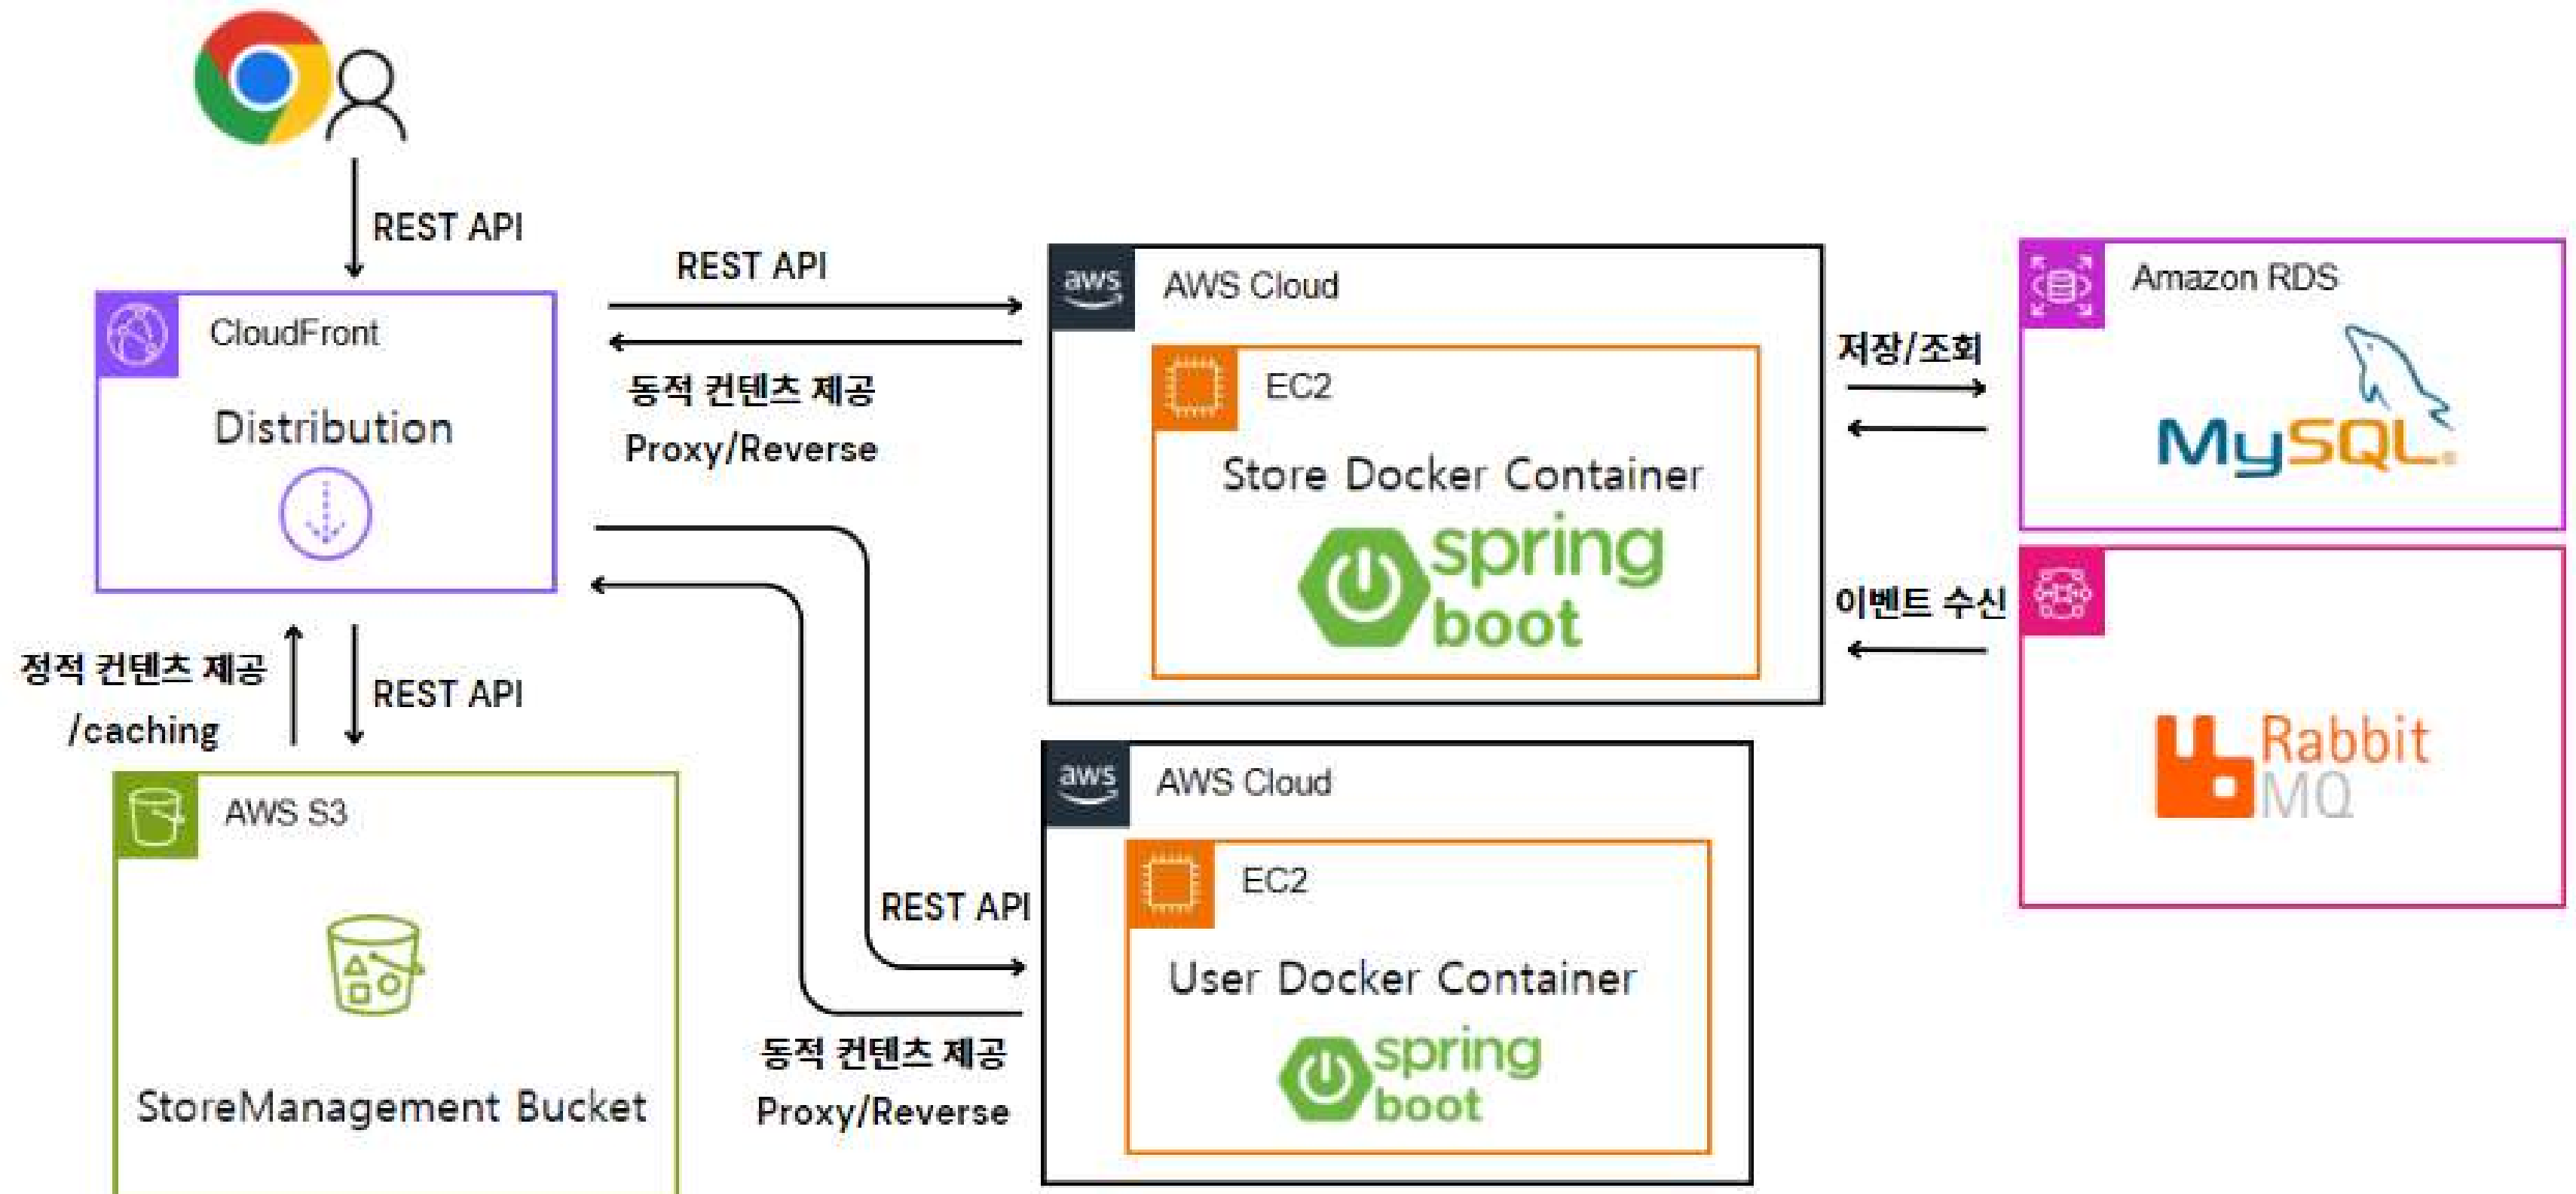 REST API
REST API
aws
AWS Cloud
Amazon RDS
CloudFront
동적 컨텐츠 제공
Proxy/Reverse
EC2
저장/조회
MySQL
Distribution
Store Docker Container
spring
boot
이벤트 수신
정적 컨텐츠 제공
/caching
REST API
Rabbit
MQ
aws
AWS Cloud
AWS S3
EC2
REST API
User Docker Container
spring
boot
동적 컨텐츠 제공
Proxy/Reverse
StoreManagement Bucket